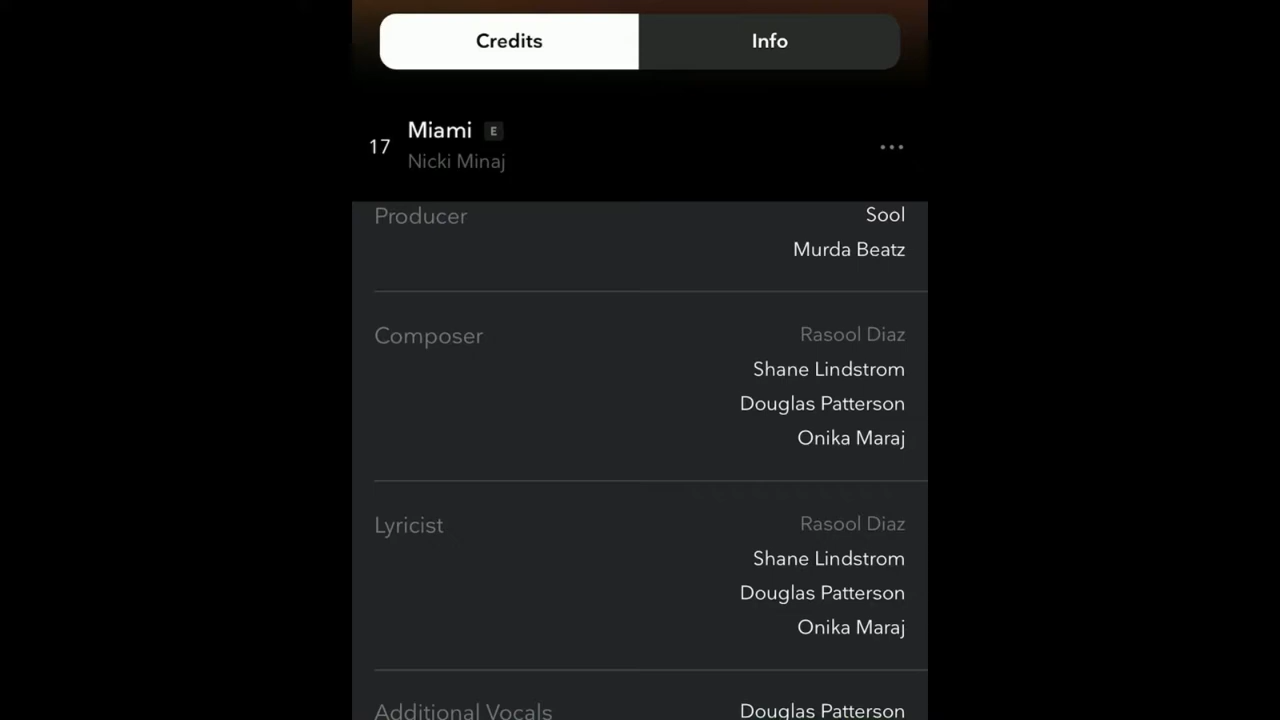 Credits Info
17 Miami E
Nicki Minaj
Producer Sool
Murda Beatz
Composer Rasool Diaz
Shane Lindstrom
Douglas Patterson
Onika Maraj
Lyricist Rasool Diaz
Shane Lindstrom
Douglas Patterson
Onika Maraj
Additional Vocals Douglas Patterson